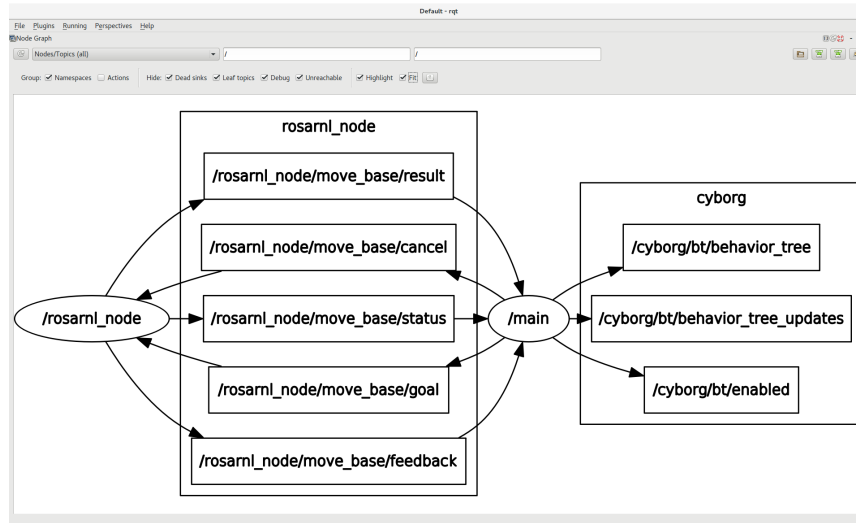 Default - rqt
File Plugins Running Perspectives Help
Node Graph
Nodes/Topics (all) / /
Group: Namespaces Actions Hide: Dead sinks Leaf topics Debug Unreachable Highlight Fit
rosarnl_node
/rosarnl_node/move_base/result
cyborg
/rosarnl_node/move_base/cancel
/cyborg/bt/behavior_tree
/rosarnl_node
/rosarnl_node/move_base/status
/main
/cyborg/bt/behavior_tree_updates
/rosarnl_node/move_base/goal
/cyborg/bt/enabled
/rosarnl_node/move_base/feedback